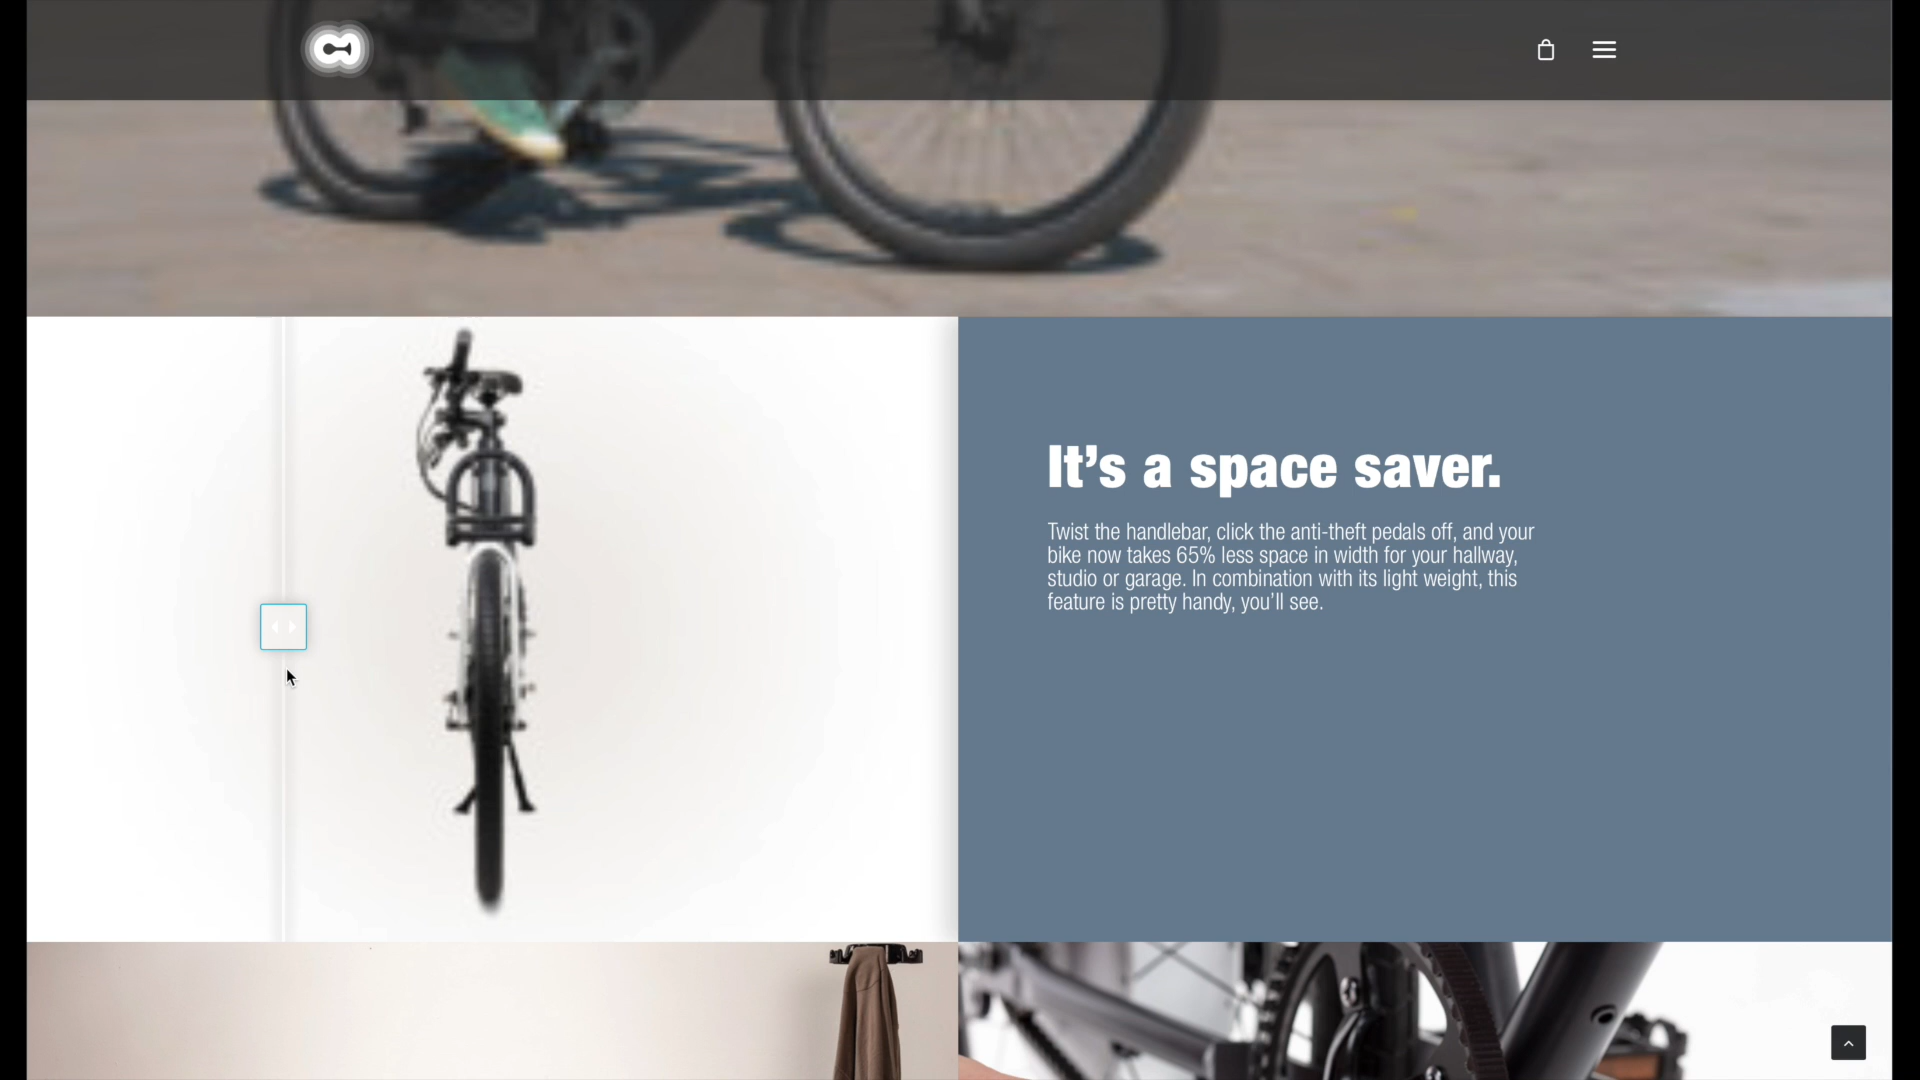 It’s a space saver.
Twist the handlebar, click the anti-theft pedals off, and your
bike now takes 65% less space in width for your hallway,
studio or garage. In combination with its light weight, this
feature is pretty handy, you’ll see.